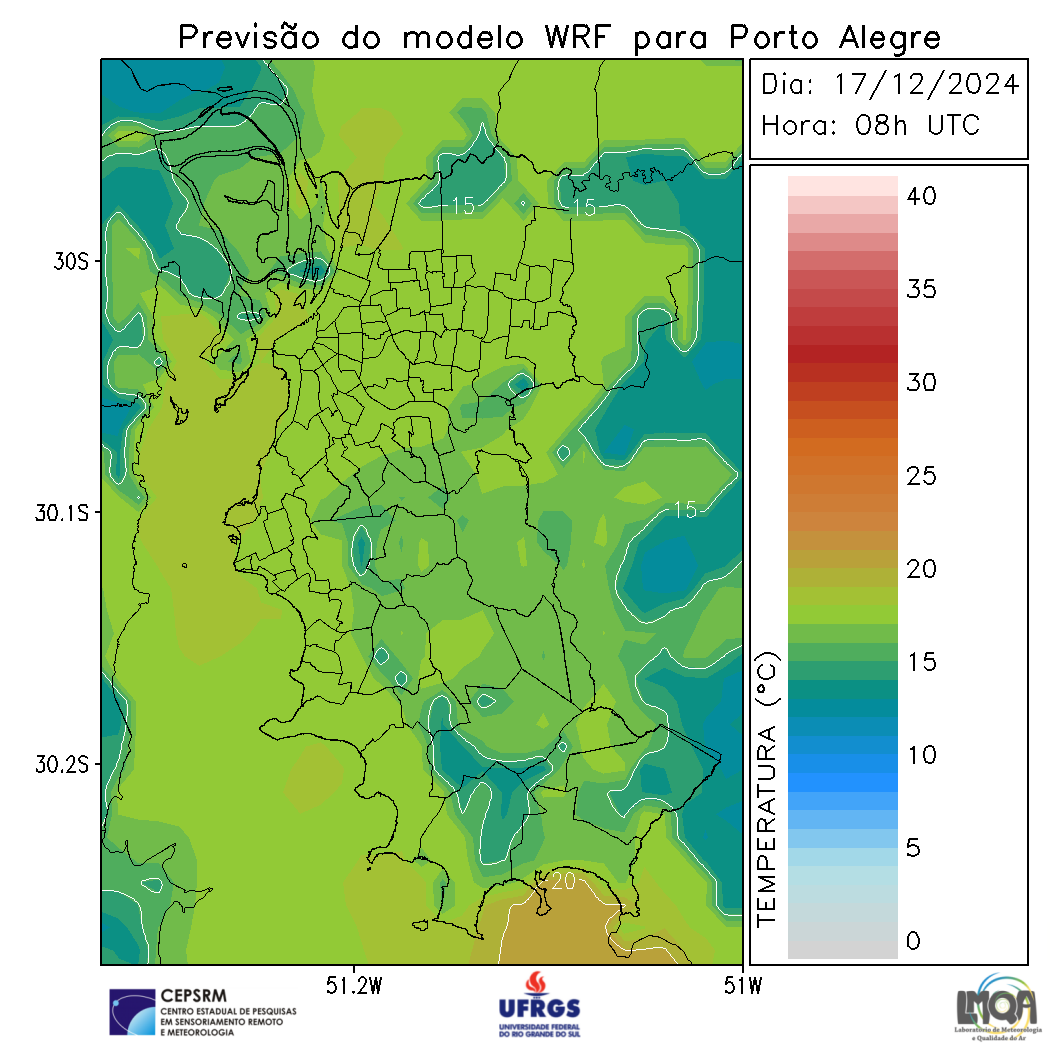 Previsão do modelo WRF para Porto Alegre
Dia: 17/12/2024
Hora: 08h UTC
30S
30.1S
30.2S
51.2W
51W
15
15
15
20
TEMPERATURA (°C)
40
35
30
25
20
15
10
5
0
CEPSRM
CENTRO ESTADUAL DE PESQUISAS
EM SENSORIAMENTO REMOTO
E METEOROLOGIA
UFRGS
UNIVERSIDADE FEDERAL
DO RIO GRANDE DO SUL
LMQA
Laboratório de Meteorologia
e Qualidade do Ar